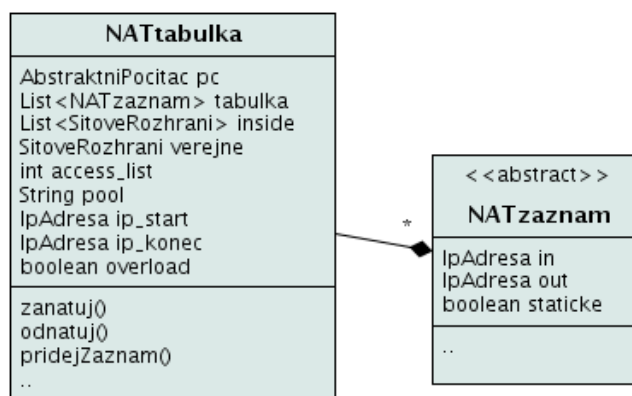 NATtabulka
AbstraktniPocitac pc
List<NATzaznam> tabulka
List<SitoveRozhrani> inside
SitoveRozhrani verejne
int access_list
String pool
IpAdresa ip_start
IpAdresa ip_konec
boolean overload
zanatuj()
odnatuj()
pridejZaznam()
..
*
<<abstract>>
NATzaznam
IpAdresa in
IpAdresa out
boolean staticke
..